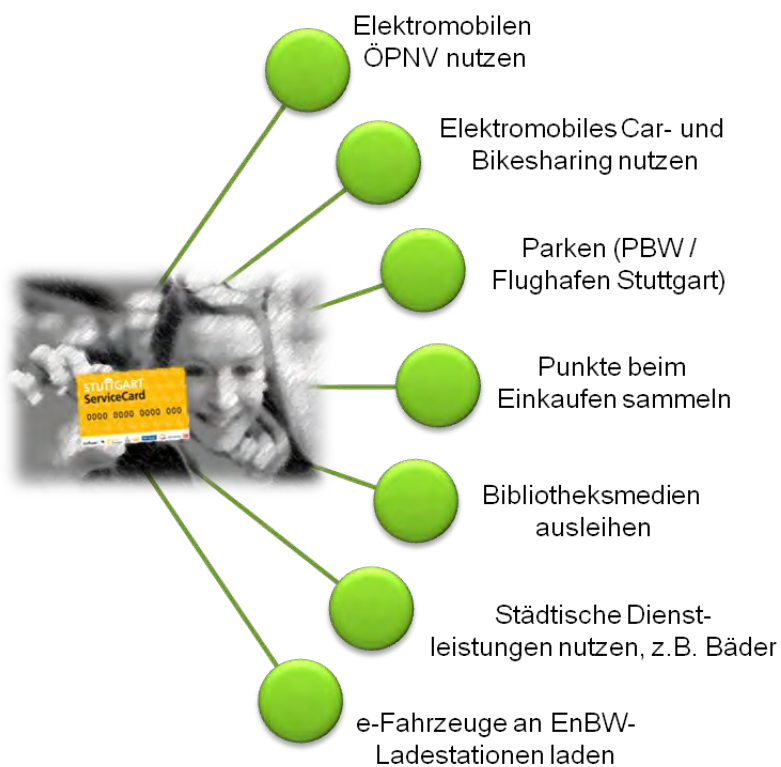 Elektromobilen
ÖPNV nutzen
Elektromobiles Car- und
Bikesharing nutzen
Parken (PBW /
Flughafen Stuttgart)
STUTTGART
ServiceCard
0000 0000 0000 000
Punkte beim
Einkaufen sammeln
Bibliotheksmedien
ausleihen
Städtische Dienst-
leistungen nutzen, z.B. Bäder
e-Fahrzeuge an EnBW-
Ladestationen laden